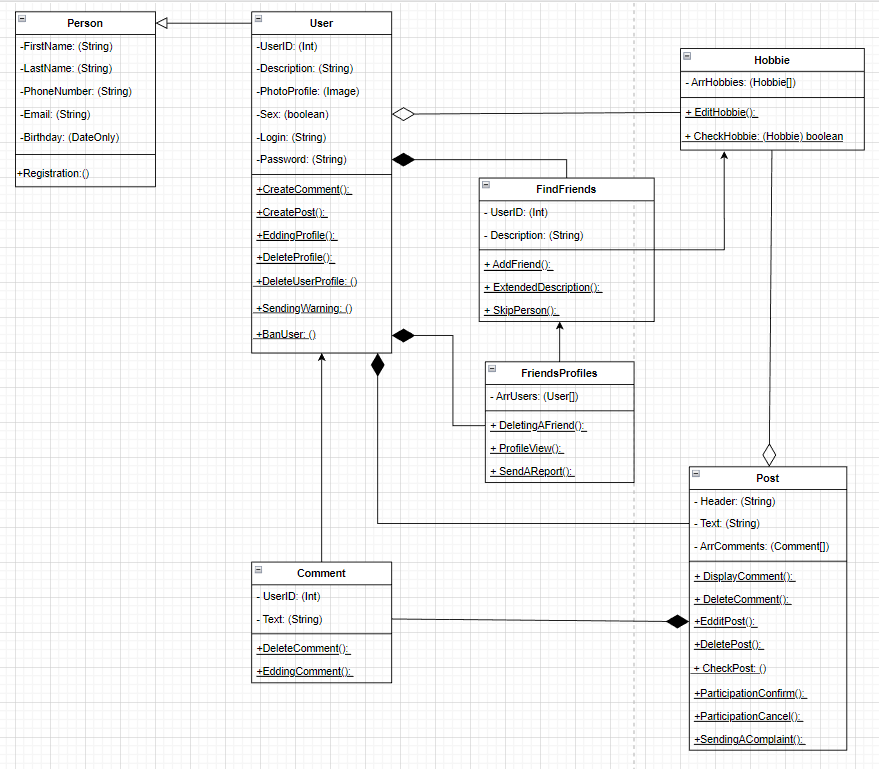 Person
-FirstName: (String)
-LastName: (String)
-PhoneNumber: (String)
-Email: (String)
-Birthday: (DateOnly)
+Registration:()
User
-UserID: (Int)
-Description: (String)
-PhotoProfile: (Image)
-Sex: (boolean)
-Login: (String)
-Password: (String)
+CreateComment():
+CreatePost():
+EddingProfile():
+DeleteProfile():
+DeleteUserProfile: ()
+SendingWarning: ()
+BanUser: ()
Hobbie
- ArrHobbies: (Hobbie[])
+ EditHobbie():
+ CheckHobbie: (Hobbie) boolean
FindFriends
- UserID: (Int)
- Description: (String)
+ AddFriend():
+ ExtendedDescription():
+ SkipPerson():
FriendsProfiles
- ArrUsers: (User[])
+ DeletingAFriend():
+ ProfileView():
+ SendAReport():
Post
- Header: (String)
- Text: (String)
- ArrComments: (Comment[])
+ DisplayComment():
+ DeleteComment():
+EdditPost():
+DeletePost():
+ CheckPost: ()
+ParticipationConfirm():
+ParticipationCancel():
+SendingAComplaint():
Comment
- UserID: (Int)
- Text: (String)
+DeleteComment():
+EddingComment():